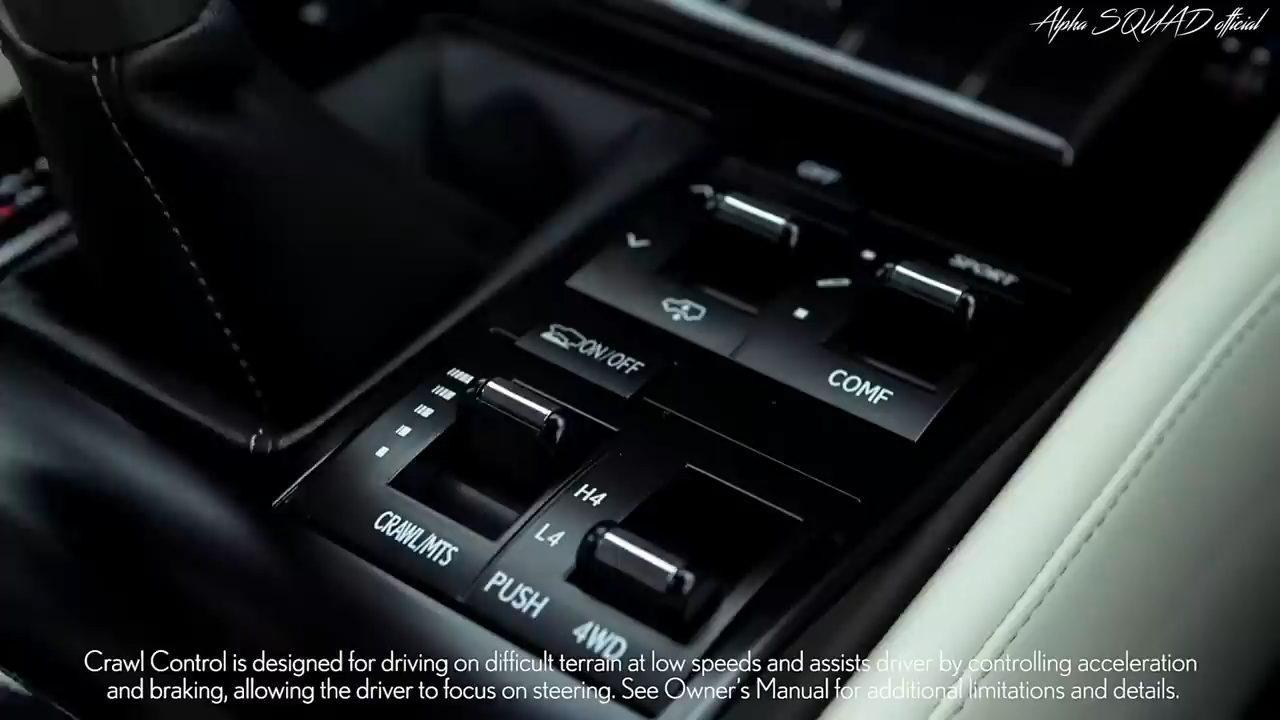 Alpha SQUAD official
OFF
SPORT
ON/OFF
COMF
H4
L4
CRAWL/MTS
PUSH
4WD
Crawl Control is designed for driving on difficult terrain at low speeds and assists driver by controlling acceleration
and braking, allowing the driver to focus on steering. See Owner's Manual for additional limitations and details.